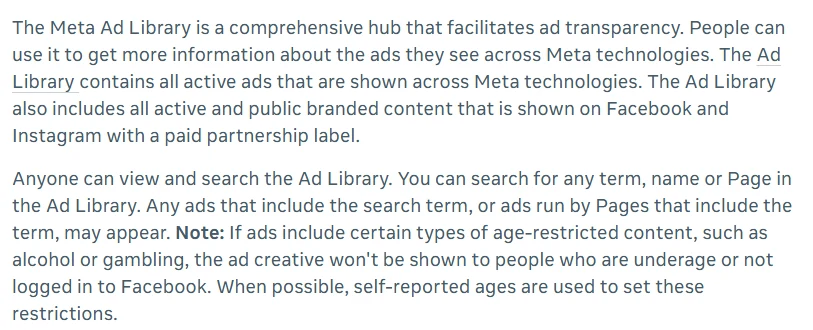 The Meta Ad Library is a comprehensive hub that facilitates ad transparency. People can
use it to get more information about the ads they see across Meta technologies. The Ad
Library contains all active ads that are shown across Meta technologies. The Ad Library
also includes all active and public branded content that is shown on Facebook and
Instagram with a paid partnership label.
Anyone can view and search the Ad Library. You can search for any term, name or Page in
the Ad Library. Any ads that include the search term, or ads run by Pages that include the
term, may appear. Note: If ads include certain types of age-restricted content, such as
alcohol or gambling, the ad creative won't be shown to people who are underage or not
logged in to Facebook. When possible, self-reported ages are used to set these
restrictions.